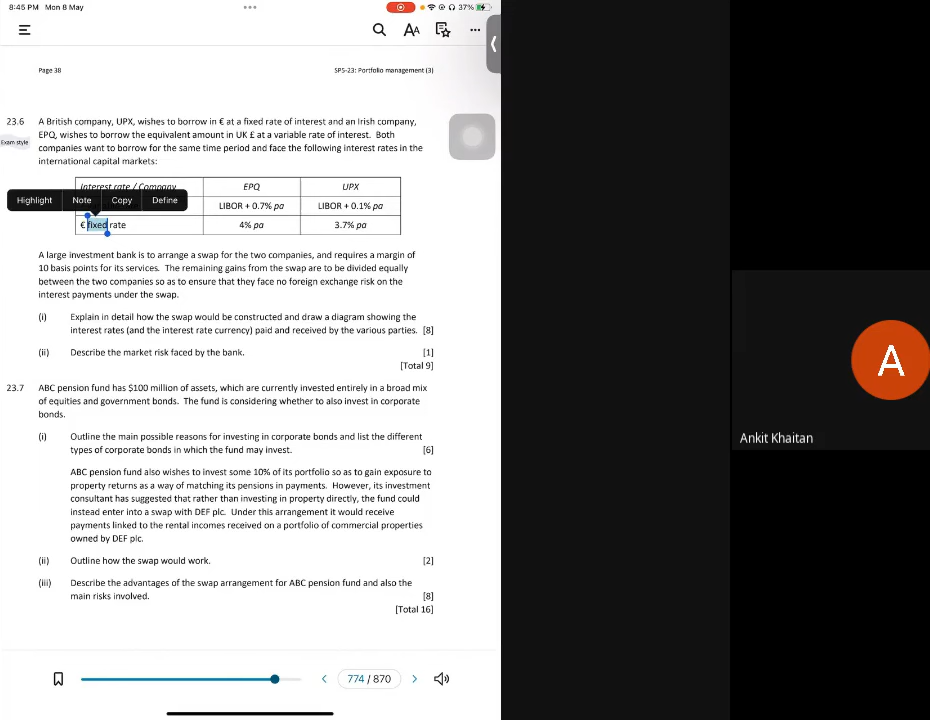 8:45 PM Mon 8 May
37%
AA
Page 38
SP5-23: Portfolio management (3)
23.6 A British company, UPX, wishes to borrow in € at a fixed rate of interest and an Irish company,
EPQ, wishes to borrow the equivalent amount in UK £ at a variable rate of interest. Both
Exam style
companies want to borrow for the same time period and face the following interest rates in the
international capital markets:
Interest rate / Company EPQ UPX
Highlight Note Copy Define
LIBOR + 0.7% pa LIBOR + 0.1% pa
€ fixed rate 4% pa 3.7% pa
A large investment bank is to arrange a swap for the two companies, and requires a margin of
10 basis points for its services. The remaining gains from the swap are to be divided equally
between the two companies so as to ensure that they face no foreign exchange risk on the
interest payments under the swap.
(i) Explain in detail how the swap would be constructed and draw a diagram showing the
interest rates (and the interest rate currency) paid and received by the various parties. [8]
(ii) Describe the market risk faced by the bank. [1]
[Total 9]
23.7 ABC pension fund has $100 million of assets, which are currently invested entirely in a broad mix
of equities and government bonds. The fund is considering whether to also invest in corporate
bonds.
(i) Outline the main possible reasons for investing in corporate bonds and list the different
types of corporate bonds in which the fund may invest. [6]
ABC pension fund also wishes to invest some 10% of its portfolio so as to gain exposure to
property returns as a way of matching its pensions in payments. However, its investment
consultant has suggested that rather than investing in property directly, the fund could
instead enter into a swap with DEF plc. Under this arrangement it would receive
payments linked to the rental incomes received on a portfolio of commercial properties
owned by DEF plc.
(ii) Outline how the swap would work. [2]
(iii) Describe the advantages of the swap arrangement for ABC pension fund and also the
main risks involved. [8]
[Total 16]
774 / 870
A
Ankit Khaitan